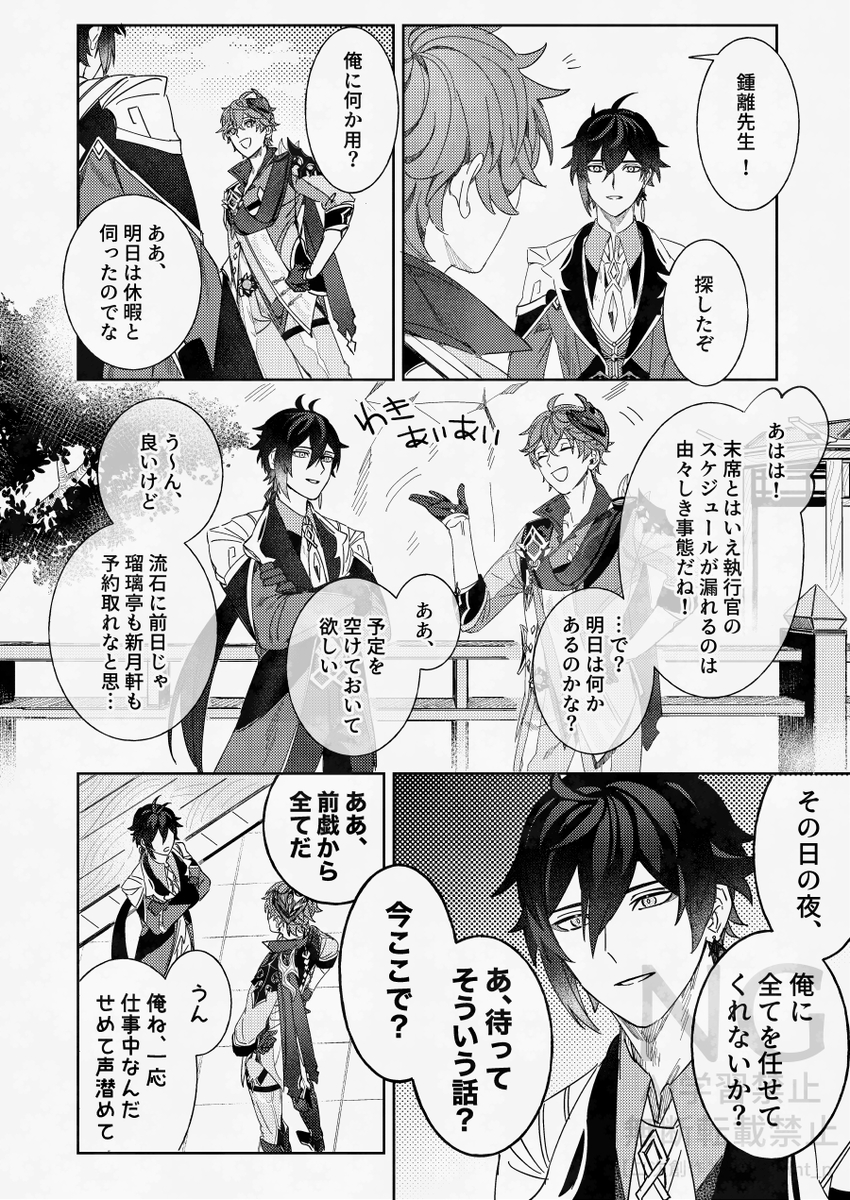 鍾離先生!
探したぞ
俺に何か用?
ああ、
明日は休暇と
伺ったのでな
あはは!
末席とはいえ執行官の
スケジュールが漏れるのは
由々しき事態だね!
…で?
明日は何か
あるのかな?
わき
あいあい
ああ、
予定を
空けておいて
欲しい
う〜ん、
良いけど
流石に前日じゃ
瑠璃亭も新月軒も
予約取れなと思…
その日の夜、
俺に
全てを任せて
くれないか?
あ、待って
そういう話?
今ここで?
ああ、
前戯から
全てだ
うん
俺ね、一応
仕事中なんだ
せめて声潜めて
NG
学習禁止
転載禁止